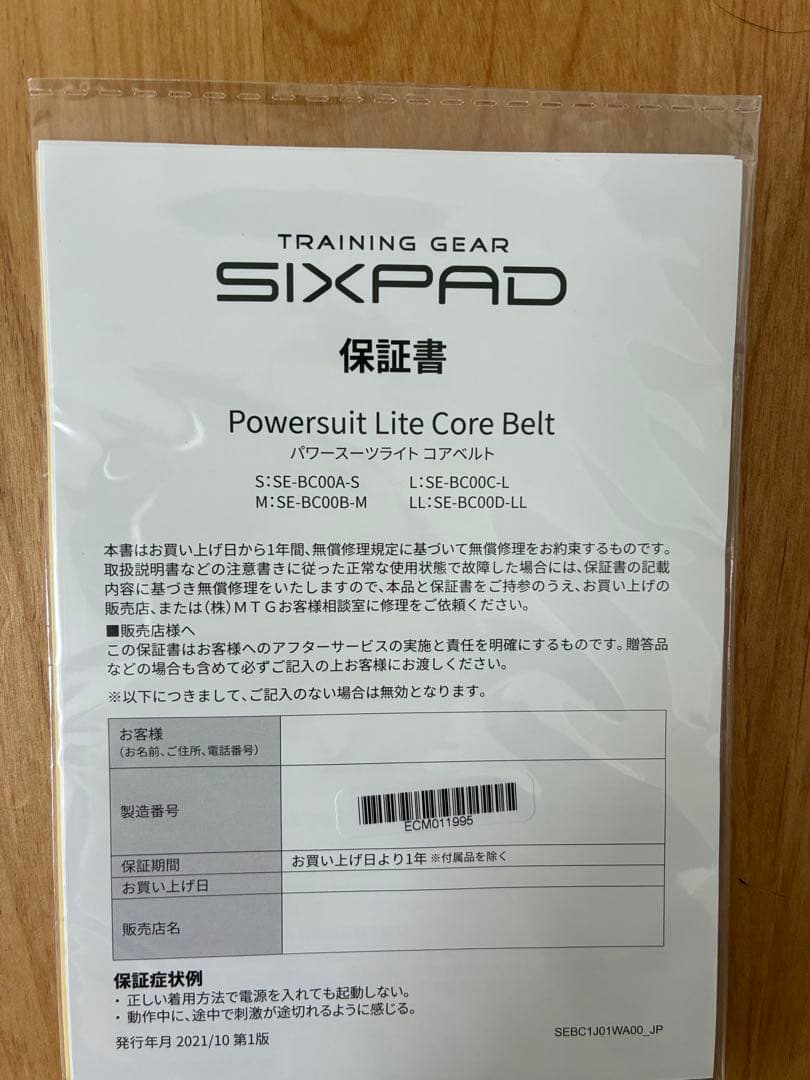 TRAINING GEAR
SIXPAD
保証書
Powersuit Lite Core Belt
パワースーツライト コアベルト
S:SE-BC00A-S L:SE-BC00C-L
M:SE-BC00B-M LL:SE-BC00D-LL
本書はお買い上げ日から1年間、無償修理規定に基づいて無償修理をお約束するものです。
取扱説明書などの注意書きに従った正常な使用状態で故障した場合には、保証書の記載
内容に基づき無償修理をいたしますので、本品と保証書をご持参のうえ、お買い上げの
販売店、または(株)MTGお客様相談室に修理をご依頼ください。
■販売店様へ
この保証書はお客様へのアフターサービスの実施と責任を明確にするものです。贈答品
などの場合も含めて必ずご記入の上お客様にお渡しください。
※以下につきまして、ご記入のない場合は無効となります。
お客様
(お名前、ご住所、電話番号)
製造番号
ECM011995
保証期間 お買い上げ日より1年 ※付属品を除く
お買い上げ日
販売店名
保証症状例
・正しい着用方法で電源を入れても起動しない。
・動作中に、途中で刺激が途切れるように感じる。
発行年月 2021/10 第1版 SEBC1J01WA00_JP